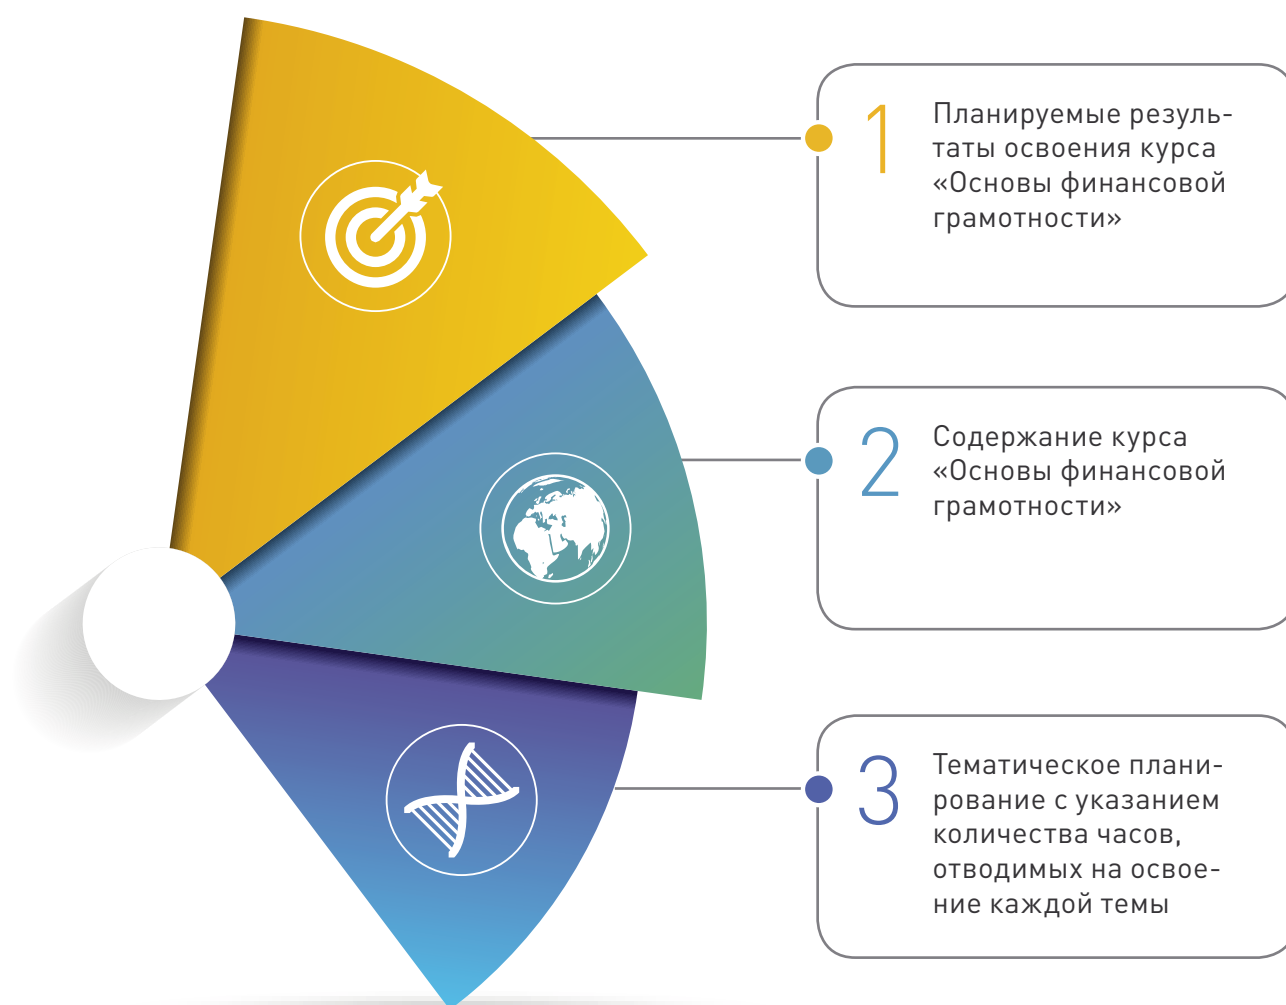 1
Планируемые резуль-
таты освоения курса
«Основы финансовой
грамотности»
2
Содержание курса
«Основы финансовой
грамотности»
3
Тематическое плани-
рование с указанием
количества часов,
отводимых на освое-
ние каждой темы